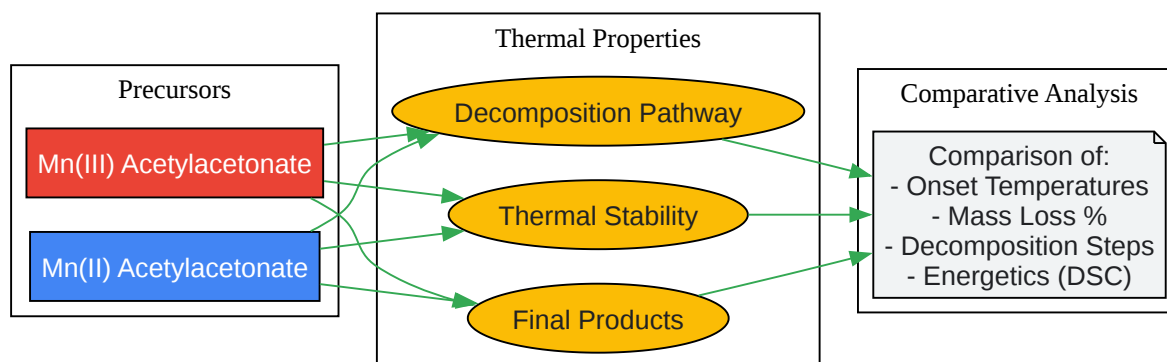 Precursors
Mn(III) Acetylacetonate
Mn(II) Acetylacetonate
Thermal Properties
Decomposition Pathway
Thermal Stability
Final Products
Comparative Analysis
Comparison of:
- Onset Temperatures
- Mass Loss %
- Decomposition Steps
- Energetics (DSC)